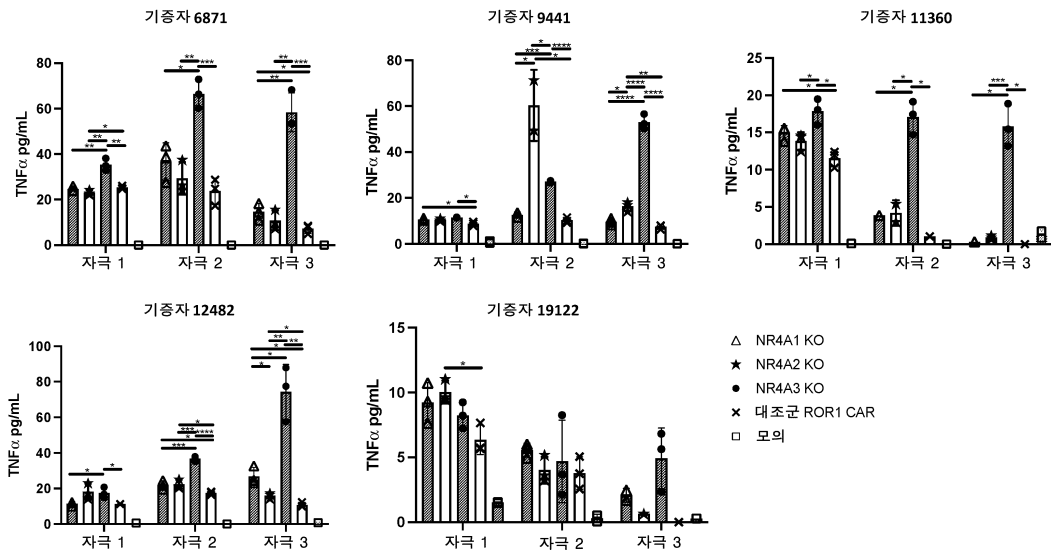 기증자 6871
TNFα pg/mL
80
60
40
20
0
** ** *** *
** *** * **
* ** ** **
자극 1 자극 2 자극 3
기증자 9441
TNFα pg/mL
80
60
40
20
0
* **** *** * *
** * **** **** ****
* *
자극 1 자극 2 자극 3
기증자 11360
TNFα pg/mL
25
20
15
10
5
0
* * *
* * *
*** * *
자극 1 자극 2 자극 3
기증자 12482
TNFα pg/mL
100
80
60
40
20
0
* *
* *** **** * ***
* ** ** * * *
자극 1 자극 2 자극 3
기증자 19122
TNFα pg/mL
15
10
5
0
*
자극 1 자극 2 자극 3
NR4A1 KO
NR4A2 KO
NR4A3 KO
대조군 ROR1 CAR
모의